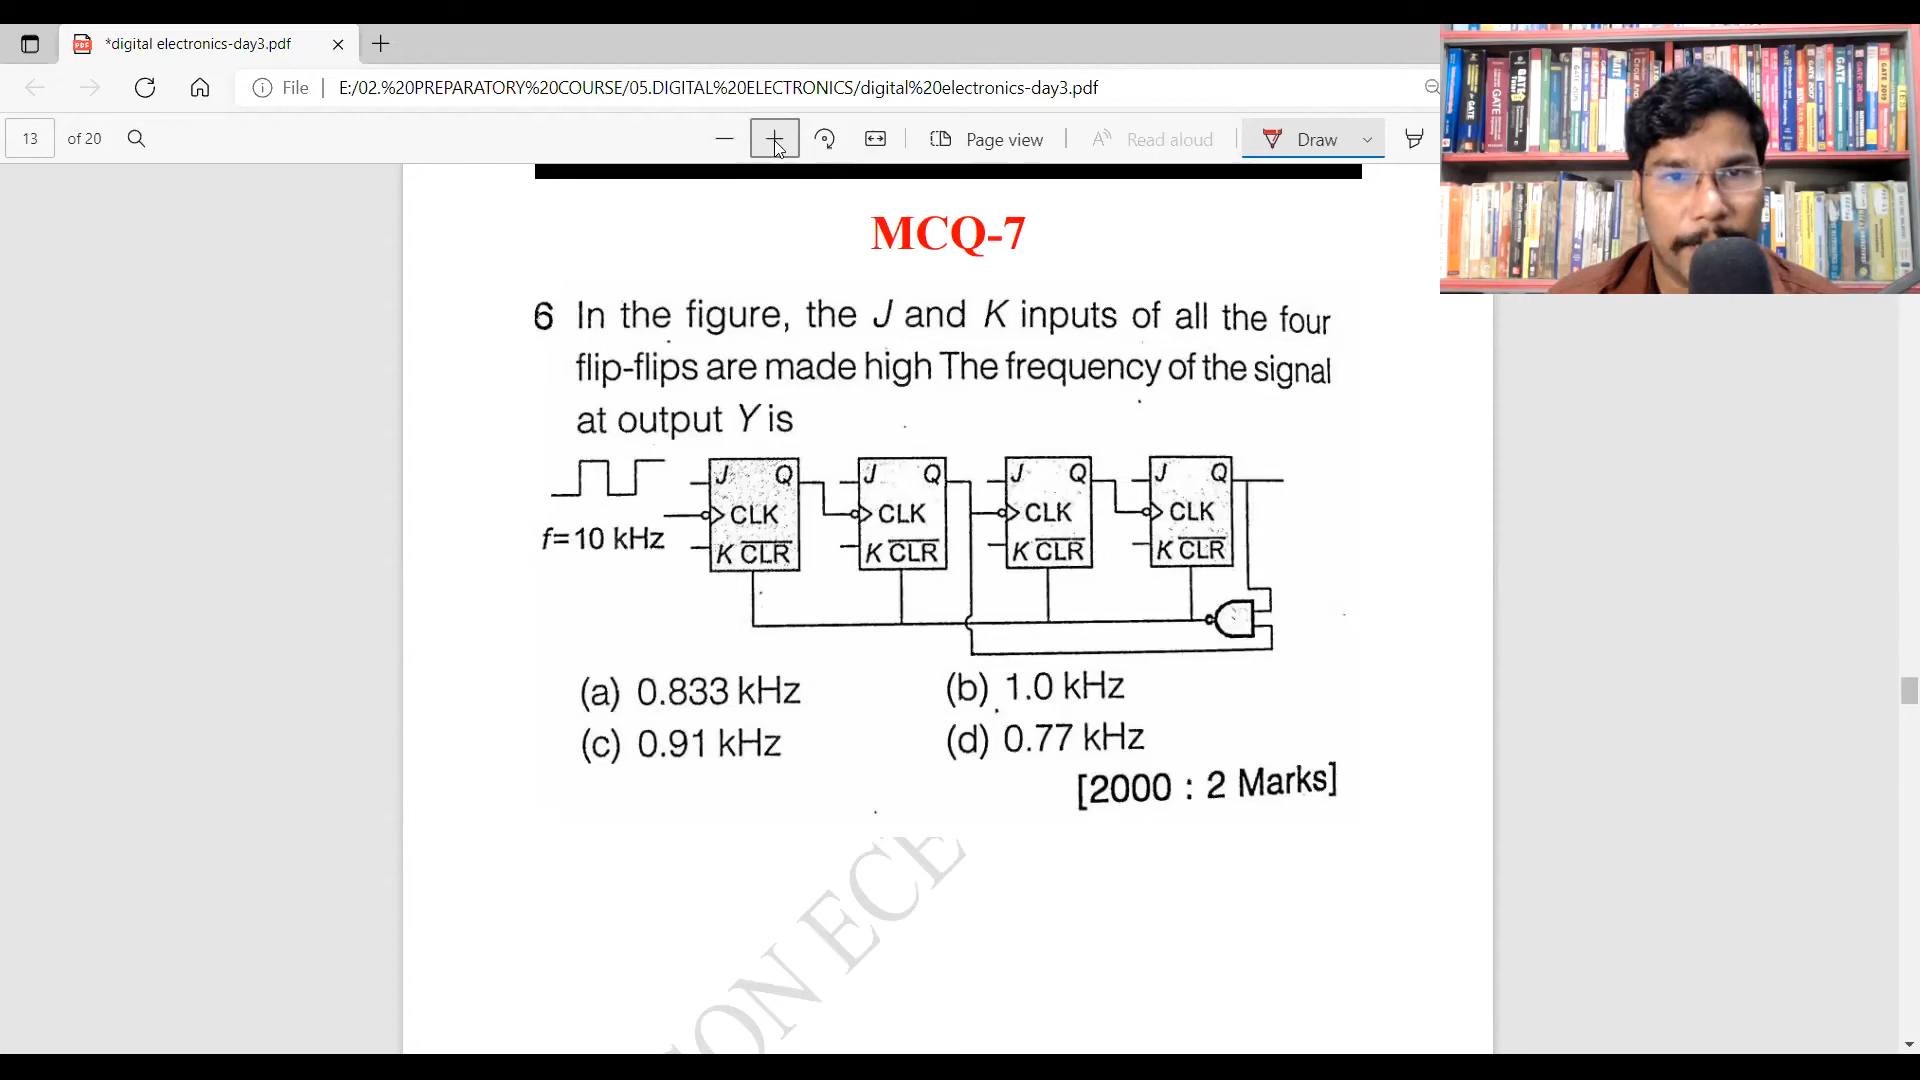 *digital electronics-day3.pdf
File
E:/02.%20PREPARATORY%20COURSE/05.DIGITAL%20ELECTRONICS/digital%20electronics-day3.pdf
13 of 20
Page view
Read aloud
Draw
MCQ-7
6 In the figure, the J and K inputs of all the four
flip-flips are made high The frequency of the signal
at output Y is
J Q J Q J Q J Q
CLK CLK CLK CLK
f=10 kHz
K CLR K CLR K CLR K CLR
(a) 0.833 kHz (b) 1.0 kHz
(c) 0.91 kHz (d) 0.77 kHz
[2000 : 2 Marks]
ON ECE
GATE